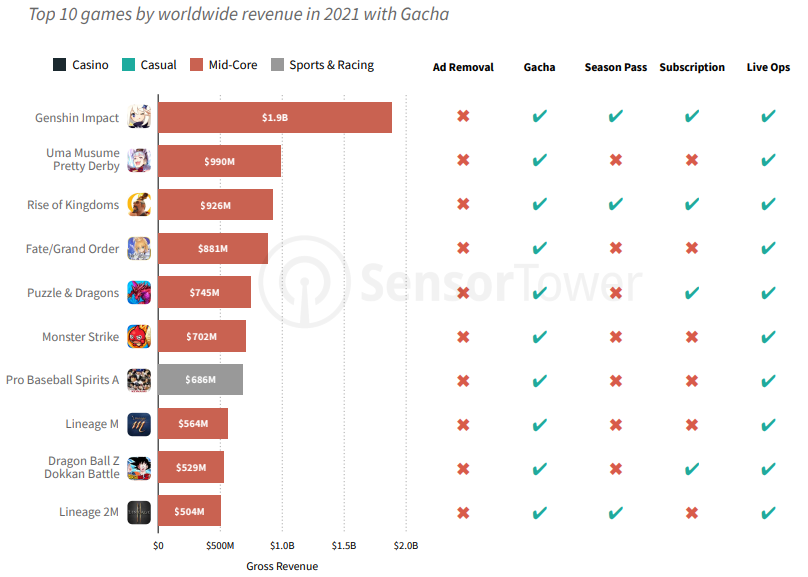 Top 10 games by worldwide revenue in 2021 with Gacha
Casino Casual Mid-Core Sports & Racing
Ad Removal Gacha Season Pass Subscription Live Ops
Genshin Impact $1.9B
Uma Musume
Pretty Derby $990M
Rise of Kingdoms $926M
Fate/Grand Order $881M
Puzzle & Dragons $745M
SensorTower
Monster Strike $702M
Pro Baseball Spirits A $686M
Lineage M $564M
Dragon Ball Z
Dokkan Battle $529M
Lineage 2M $504M
$0 $500M $1.0B $1.5B $2.0B
Gross Revenue